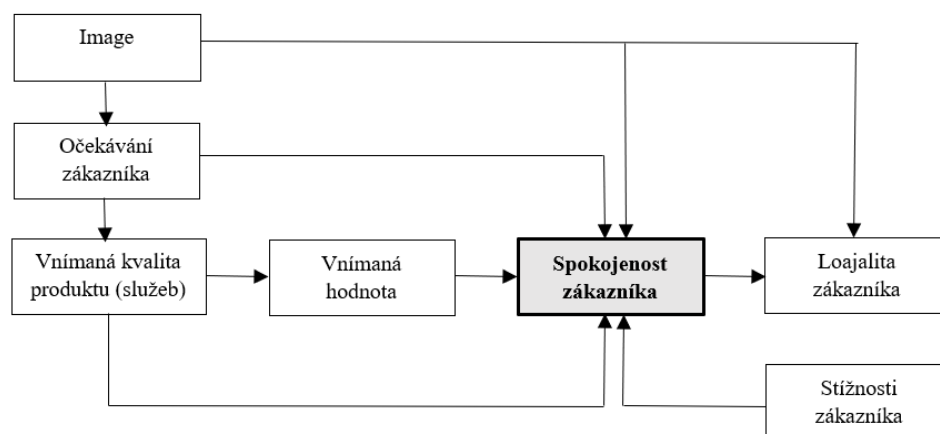 Image
Očekávání
zákazníka
Vnímaná kvalita
produktu (služeb)
Vnímaná
hodnota
Spokojenost
zákazníka
Loajalita
zákazníka
Stížnosti
zákazníka